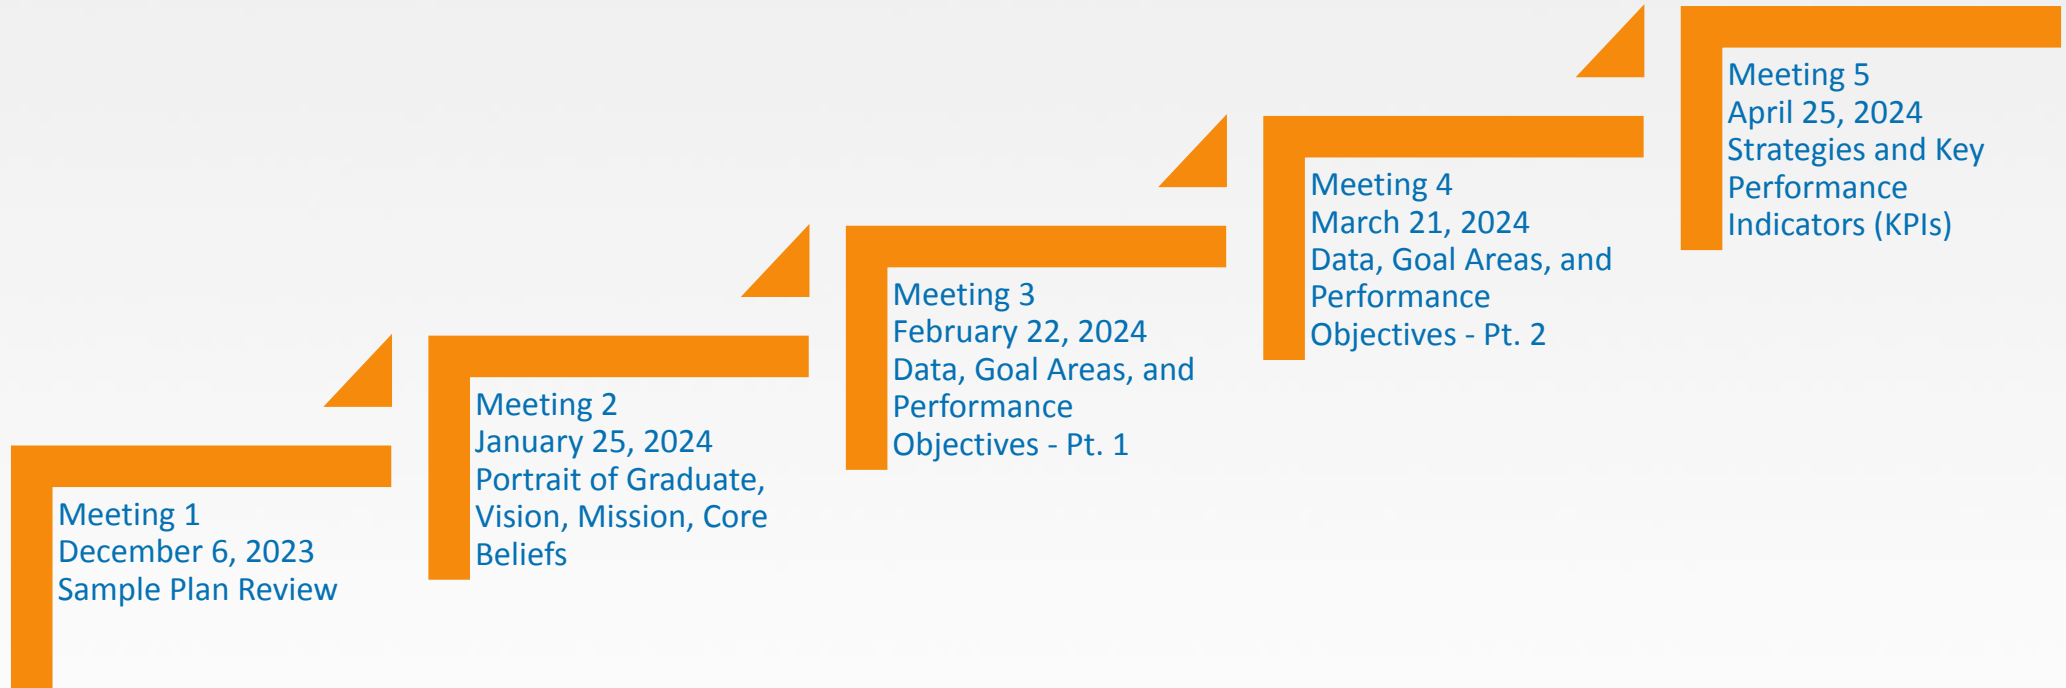 Meeting 1
December 6, 2023
Sample Plan Review
Meeting 2
January 25, 2024
Portrait of Graduate,
Vision, Mission, Core
Beliefs
Meeting 3
February 22, 2024
Data, Goal Areas, and
Performance
Objectives - Pt. 1
Meeting 4
March 21, 2024
Data, Goal Areas, and
Performance
Objectives - Pt. 2
Meeting 5
April 25, 2024
Strategies and Key
Performance
Indicators (KPIs)